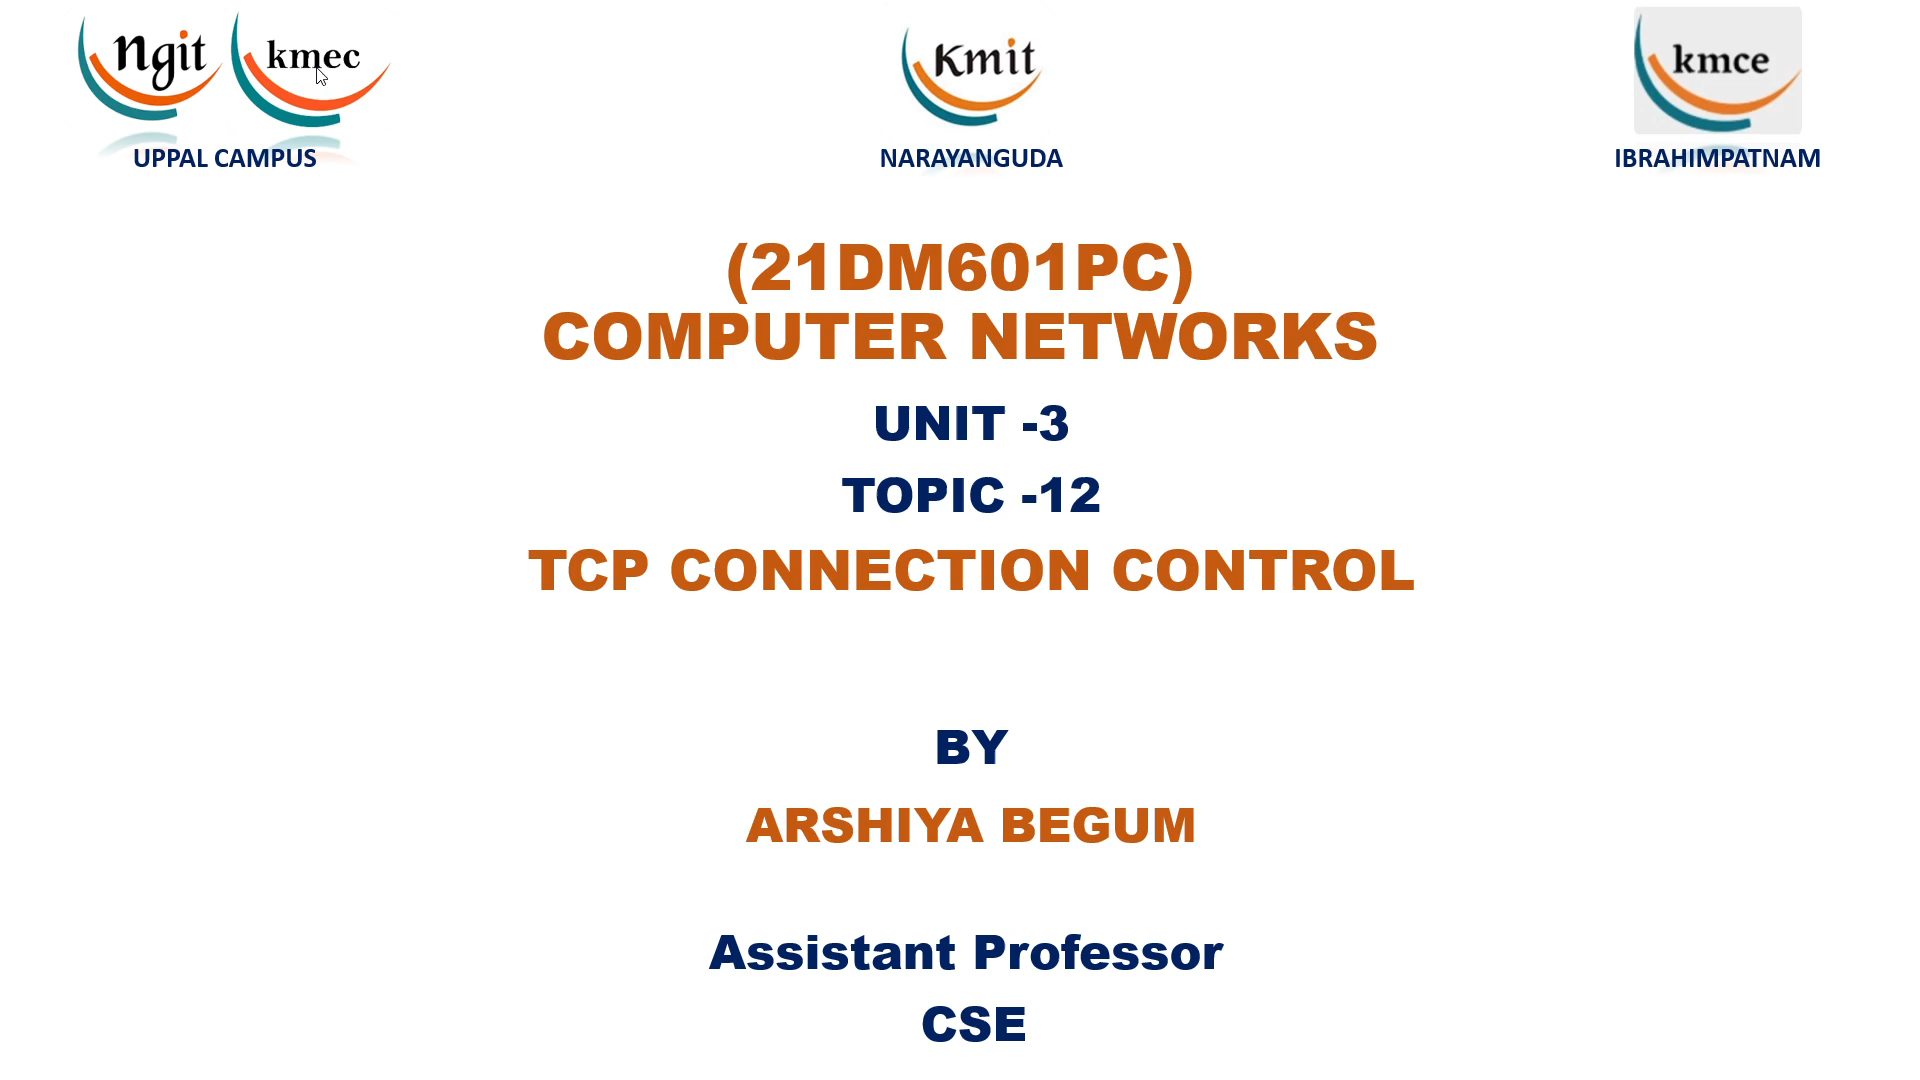 Ngit kmec Kmit kmce
UPPAL CAMPUS NARAYANGUDA IBRAHIMPATNAM
(21DM601PC)
COMPUTER NETWORKS
UNIT -3
TOPIC -12
TCP CONNECTION CONTROL
BY
ARSHIYA BEGUM
Assistant Professor
CSE